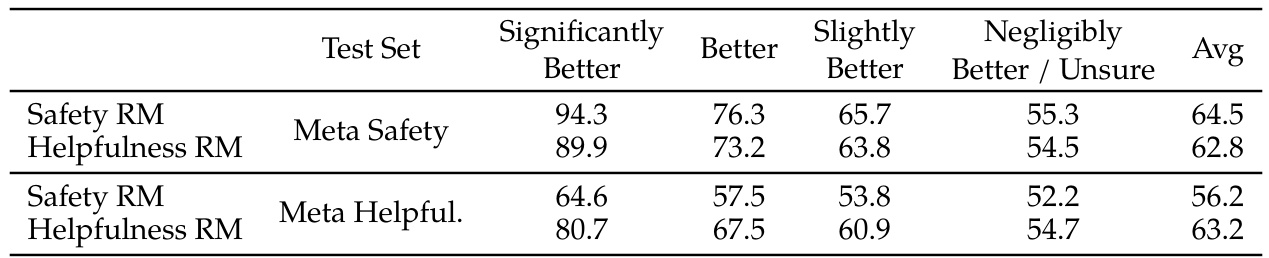 Test Set Significantly Better Better Slightly Better Negligibly Better / Unsure Avg
Safety RM Meta Safety 94.3 76.3 65.7 55.3 64.5
Helpfulness RM 89.9 73.2 63.8 54.5 62.8
Safety RM Meta Helpful. 64.6 57.5 53.8 52.2 56.2
Helpfulness RM 80.7 67.5 60.9 54.7 63.2